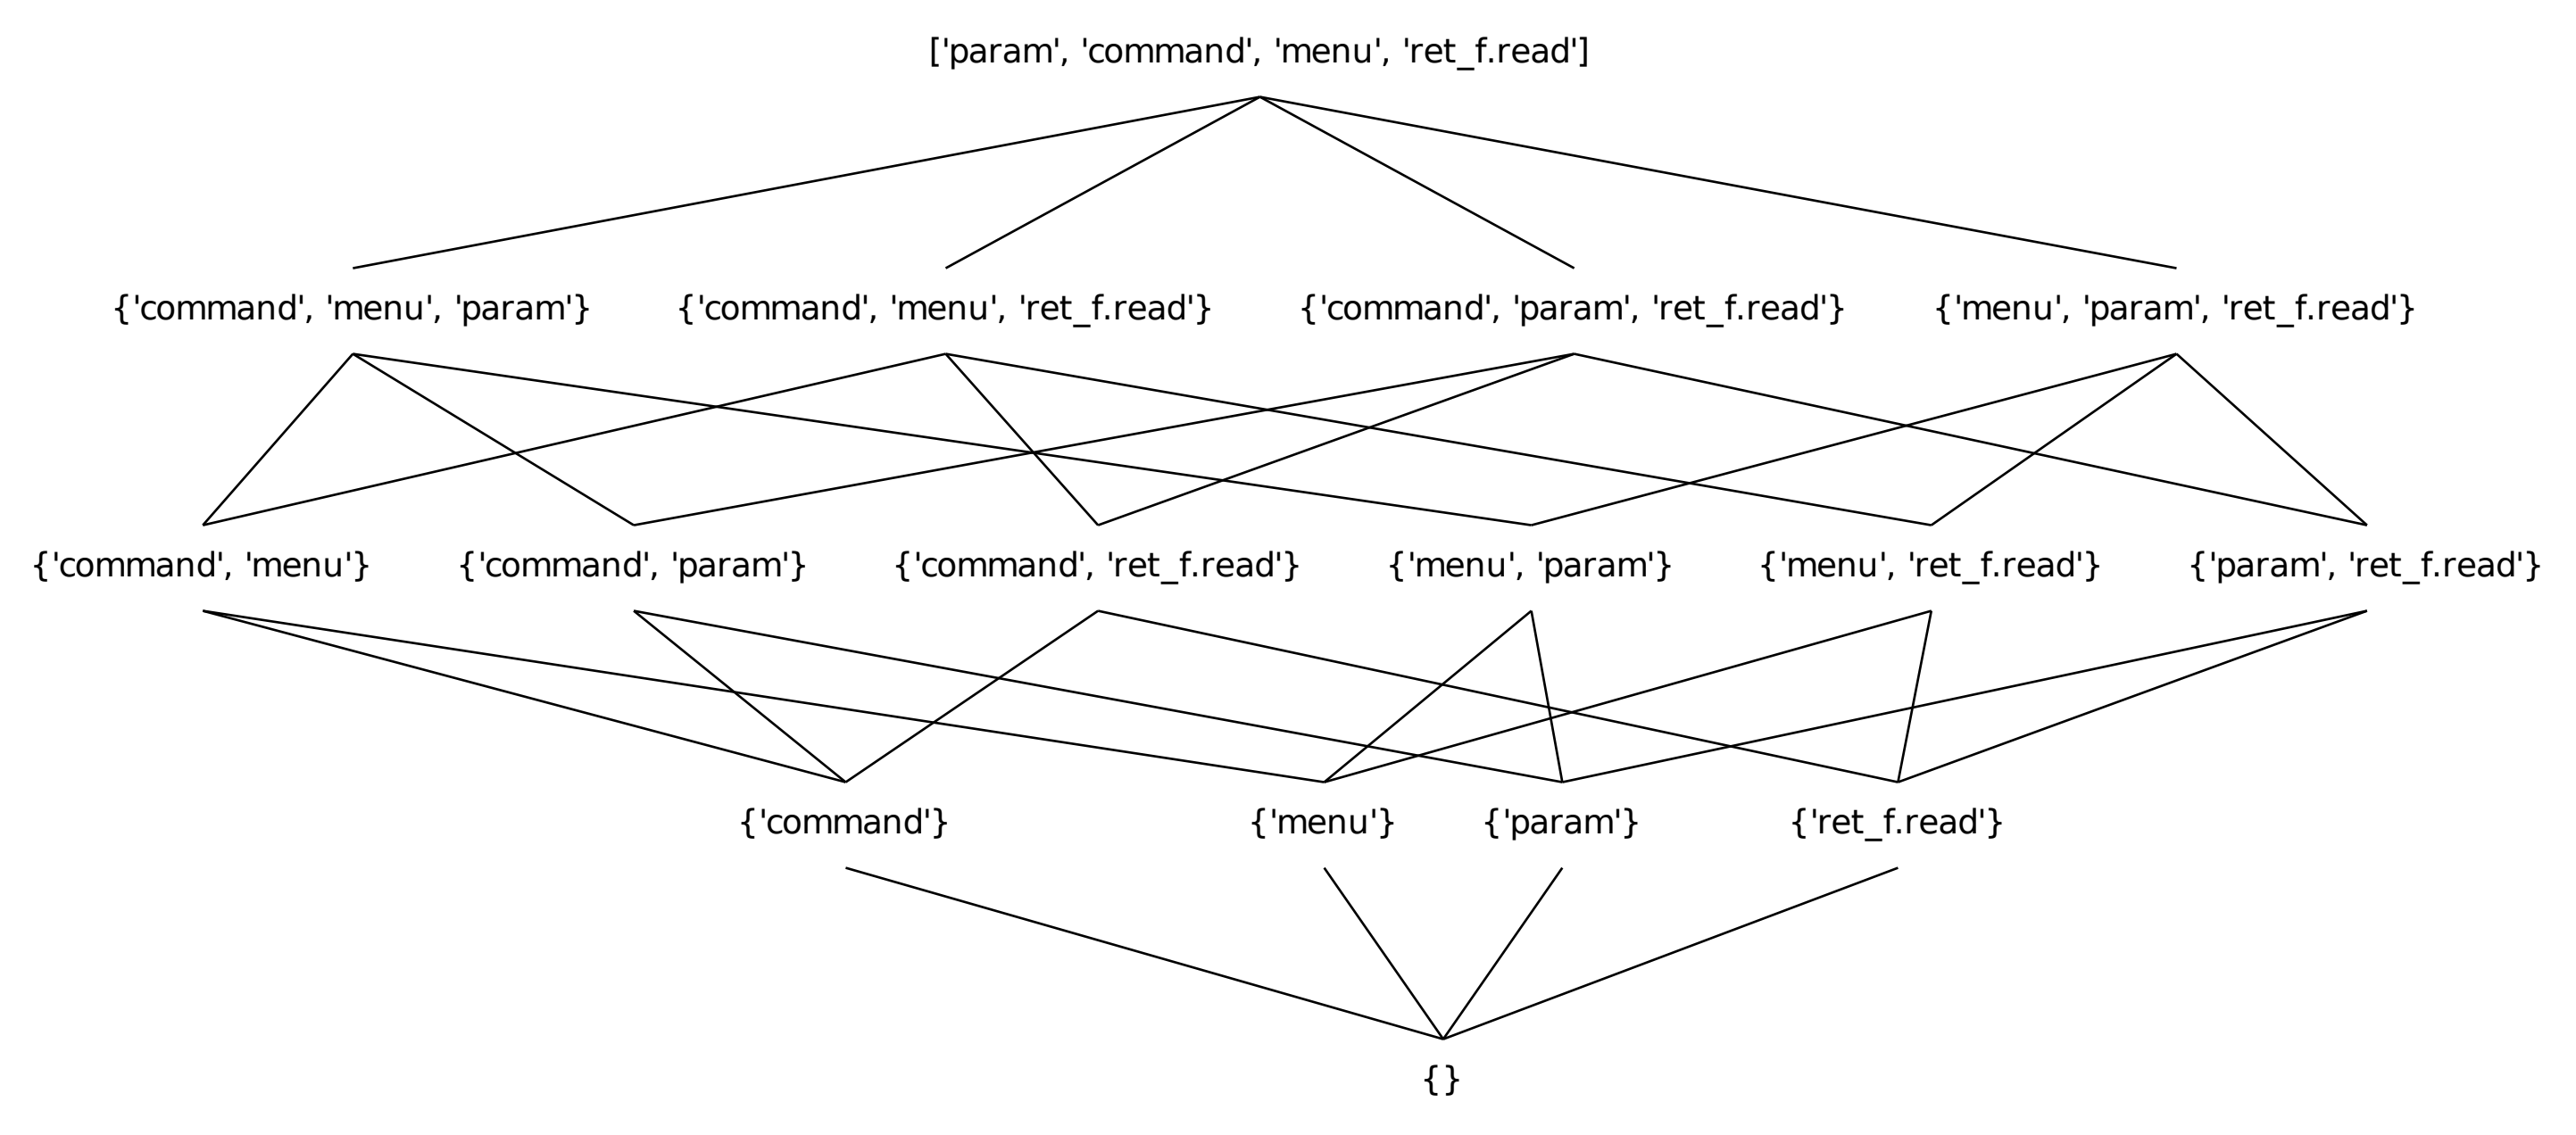 ['param', 'command', 'menu', 'ret_f.read']
{'command', 'menu', 'param'} {'command', 'menu', 'ret_f.read'} {'command', 'param', 'ret_f.read'} {'menu', 'param', 'ret_f.read'}
{'command', 'menu'} {'command', 'param'} {'command', 'ret_f.read'} {'menu', 'param'} {'menu', 'ret_f.read'} {'param', 'ret_f.read'}
{'command'} {'menu'} {'param'} {'ret_f.read'}
{}